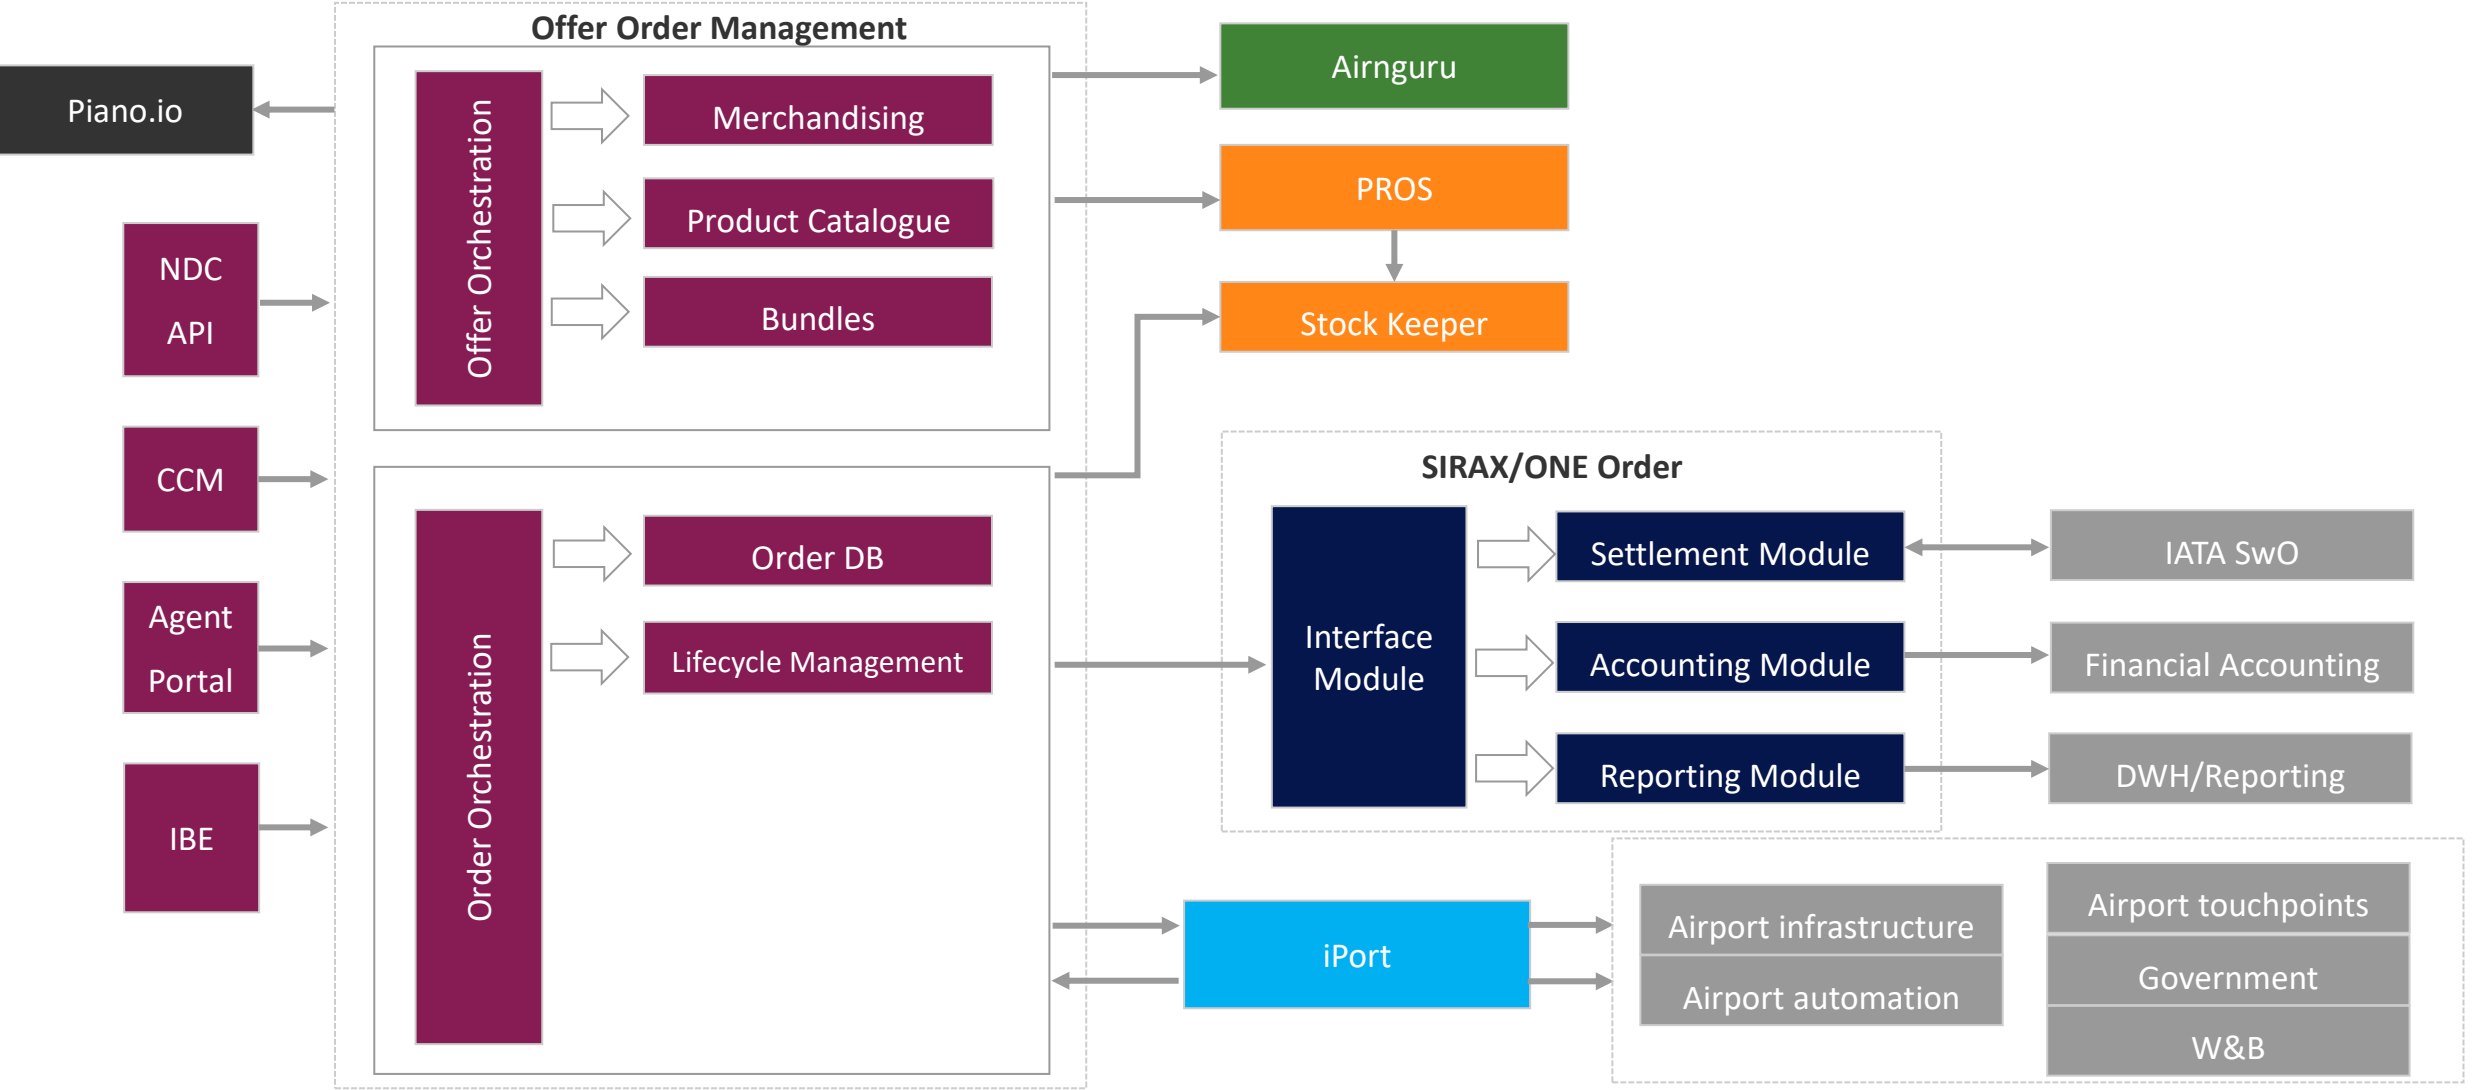 Offer Order Management
Piano.io
NDC
API
CCM
Agent
Portal
IBE
Offer Orchestration
Merchandising
Product Catalogue
Bundles
Order Orchestration
Order DB
Lifecycle Management
Airnguru
PROS
Stock Keeper
SIRAX/ONE Order
Interface
Module
Settlement Module
Accounting Module
Reporting Module
IATA SwO
Financial Accounting
DWH/Reporting
iPort
Airport infrastructure
Airport automation
Airport touchpoints
Government
W&B